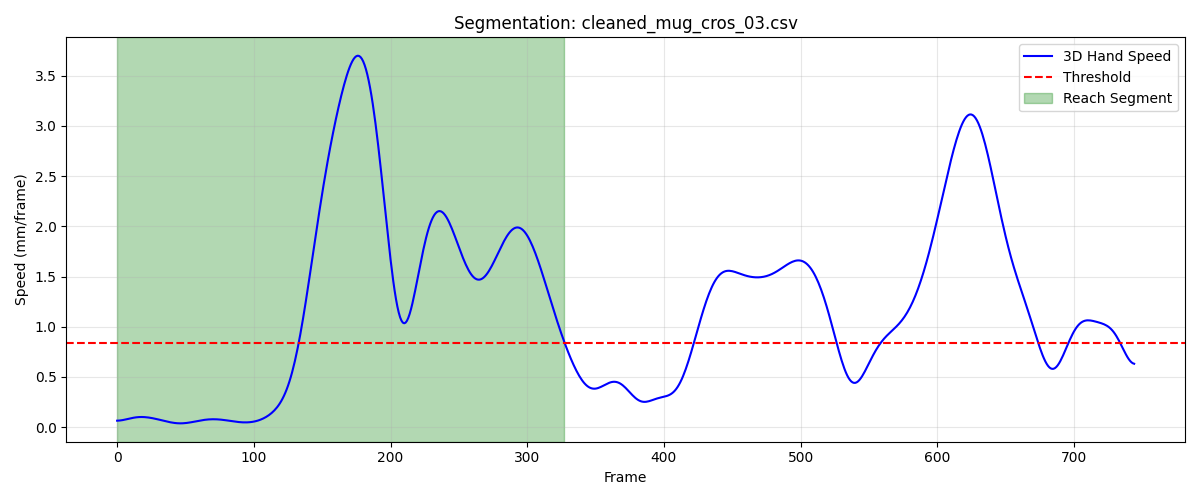 Segmentation: cleaned_mug_cros_03.csv
3D Hand Speed
Threshold
Reach Segment
Speed (mm/frame)
3.5
3.0
2.5
2.0
1.5
1.0
0.5
0.0
0 100 200 300 400 500 600 700
Frame